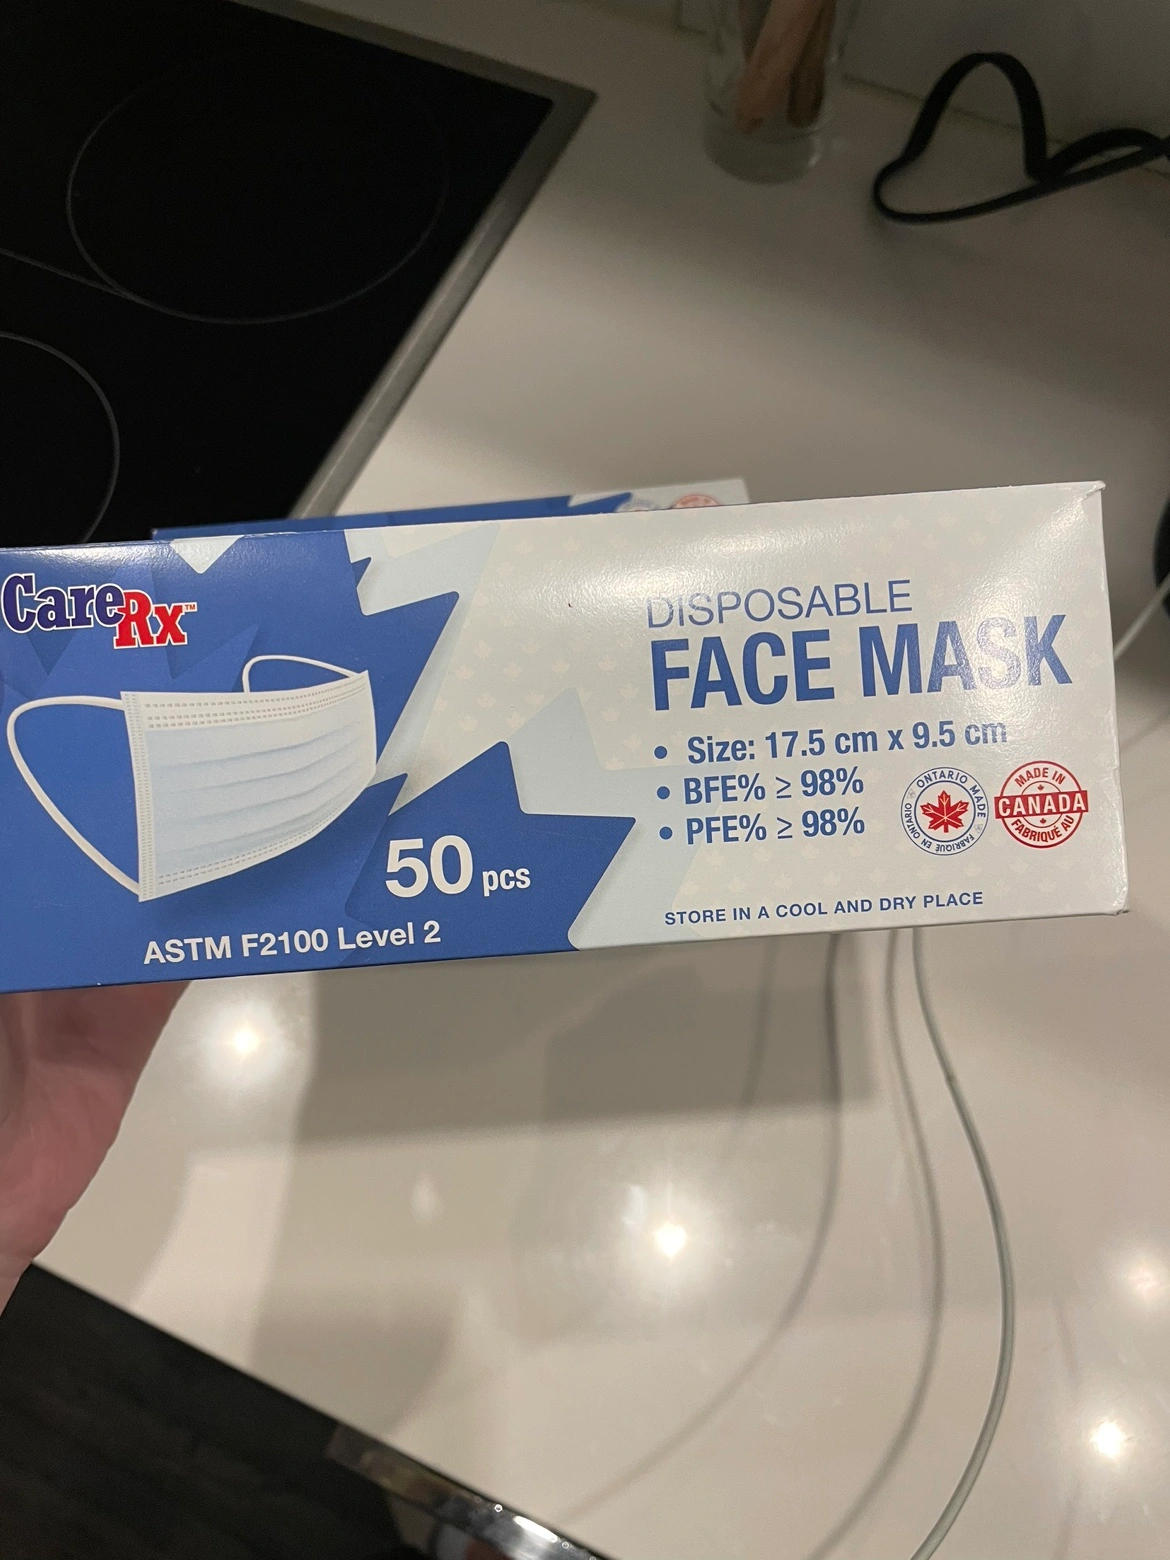 CareRx™
DISPOSABLE
FACE MASK
• Size: 17.5 cm x 9.5 cm
• BFE% ≥ 98%
• PFE% ≥ 98%
ONTARIO MADE
FABRIQUÉ EN ONTARIO
MADE IN
CANADA
FABRIQUÉ AU
50 pcs
STORE IN A COOL AND DRY PLACE
ASTM F2100 Level 2